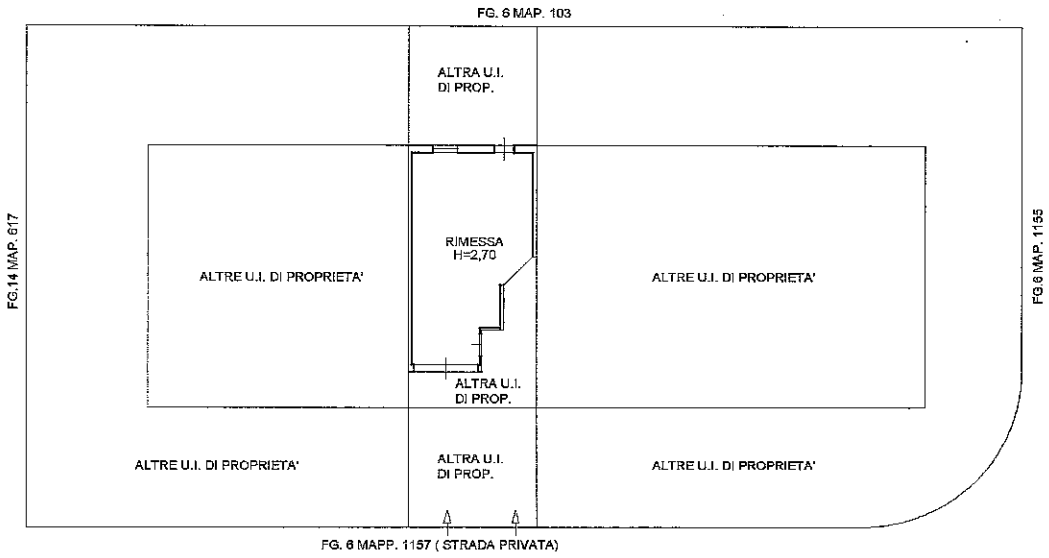 FG. 6 MAP. 103
ALTRA U.I.
DI PROP.
FG.14 MAP. 617
ALTRE U.I. DI PROPRIETA'
RIMESSA
H=2,70
ALTRE U.I. DI PROPRIETA'
FG.6 MAP. 1155
ALTRA U.I.
DI PROP.
ALTRE U.I. DI PROPRIETA'
ALTRA U.I.
DI PROP.
ALTRE U.I. DI PROPRIETA'
FG. 6 MAPP. 1157 ( STRADA PRIVATA)